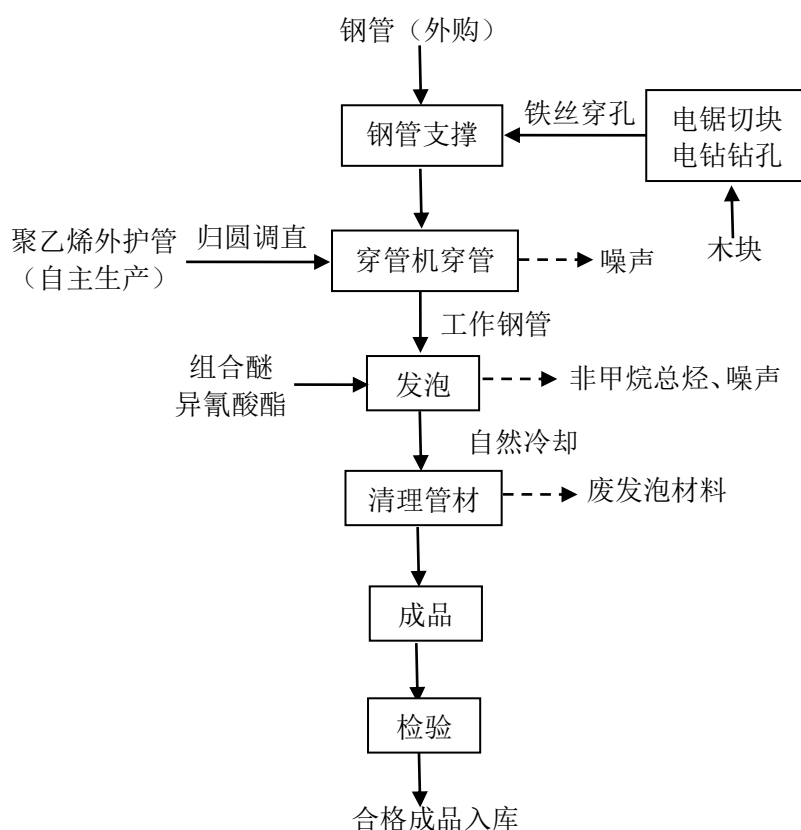 钢管（外购）
铁丝穿孔
电锯切块
电钻钻孔
钢管支撑
木块
聚乙烯外护管
（自主生产）
归圆调直
穿管机穿管
噪声
工作钢管
组合醚
异氰酸酯
发泡
非甲烷总烃、噪声
自然冷却
清理管材
废发泡材料
成品
检验
合格成品入库